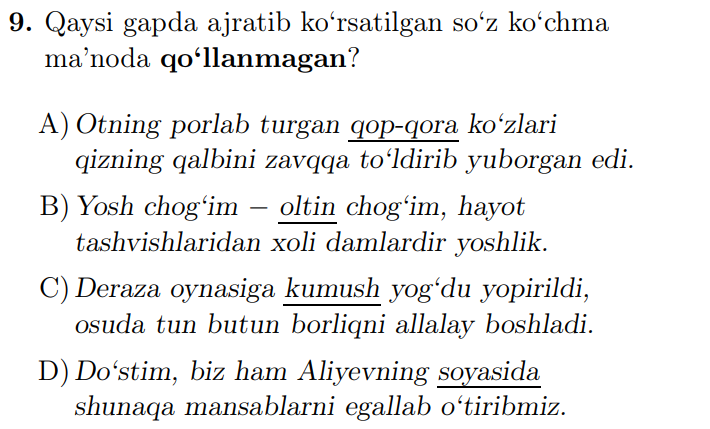 9. Qaysi gapda ajratib ko‘rsatilgan so‘z ko‘chma
ma’noda qo‘llanmagan?
A) Otning porlab turgan qop-qora ko‘zlari
qizning qalbini zavqqa to‘ldirib yuborgan edi.
B) Yosh chog‘im – oltin chog‘im, hayot
tashvishlaridan xoli damlardir yoshlik.
C) Deraza oynasiga kumush yog‘du yopirildi,
osuda tun butun borliqni allalay boshladi.
D) Do‘stim, biz ham Aliyevning soyasida
shunaqa mansablarni egallab o‘tiribmiz.